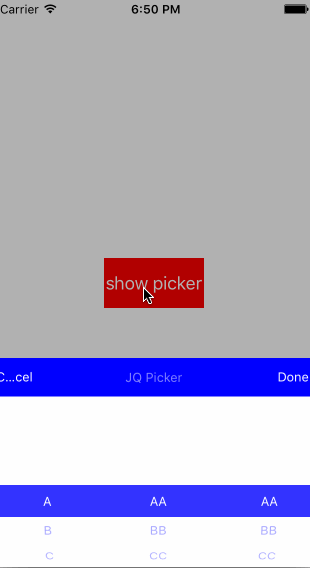 Carrier 6:50 PM
show picker
C...cel JQ Picker Done
A AA AA
B BB BB
C CC CC